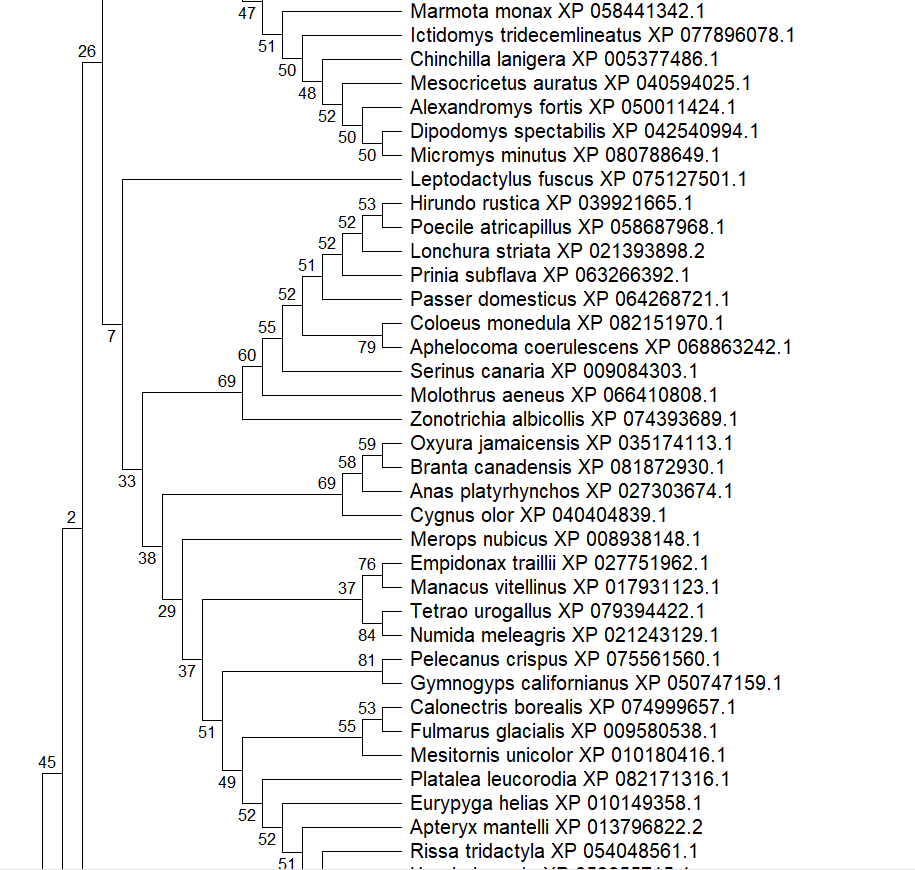 47
Marmota monax XP 058441342.1
51
Ictidomys tridecemlineatus XP 077896078.1
26
50
Chinchilla lanigera XP 005377486.1
48
Mesocricetus auratus XP 040594025.1
52
Alexandromys fortis XP 050011424.1
50
Dipodomys spectabilis XP 042540994.1
50
Micromys minutus XP 080788649.1
Leptodactylus fuscus XP 075127501.1
53
Hirundo rustica XP 039921665.1
52
Poecile atricapillus XP 058687968.1
52
Lonchura striata XP 021393898.2
51
Prinia subflava XP 063266392.1
52
Passer domesticus XP 064268721.1
55
Coloeus monedula XP 082151970.1
7
79
Aphelocoma coerulescens XP 068863242.1
60
Serinus canaria XP 009084303.1
69
Molothrus aeneus XP 066410808.1
Zonotrichia albicollis XP 074393689.1
59
Oxyura jamaicensis XP 035174113.1
58
Branta canadensis XP 081872930.1
33
69
Anas platyrhynchos XP 027303674.1
2
Cygnus olor XP 040404839.1
Merops nubicus XP 008938148.1
38
76
Empidonax traillii XP 027751962.1
37
Manacus vitellinus XP 017931123.1
29
Tetrao urogallus XP 079394422.1
84
Numida meleagris XP 021243129.1
81
Pelecanus crispus XP 075561560.1
37
Gymnogyps californianus XP 050747159.1
53
Calonectris borealis XP 074999657.1
51
55
Fulmarus glacialis XP 009580538.1
Mesitornis unicolor XP 010180416.1
45
49
Platalea leucorodia XP 082171316.1
Eurypyga helias XP 010149358.1
52
Apteryx mantelli XP 013796822.2
52
Rissa tridactyla XP 054048561.1
51